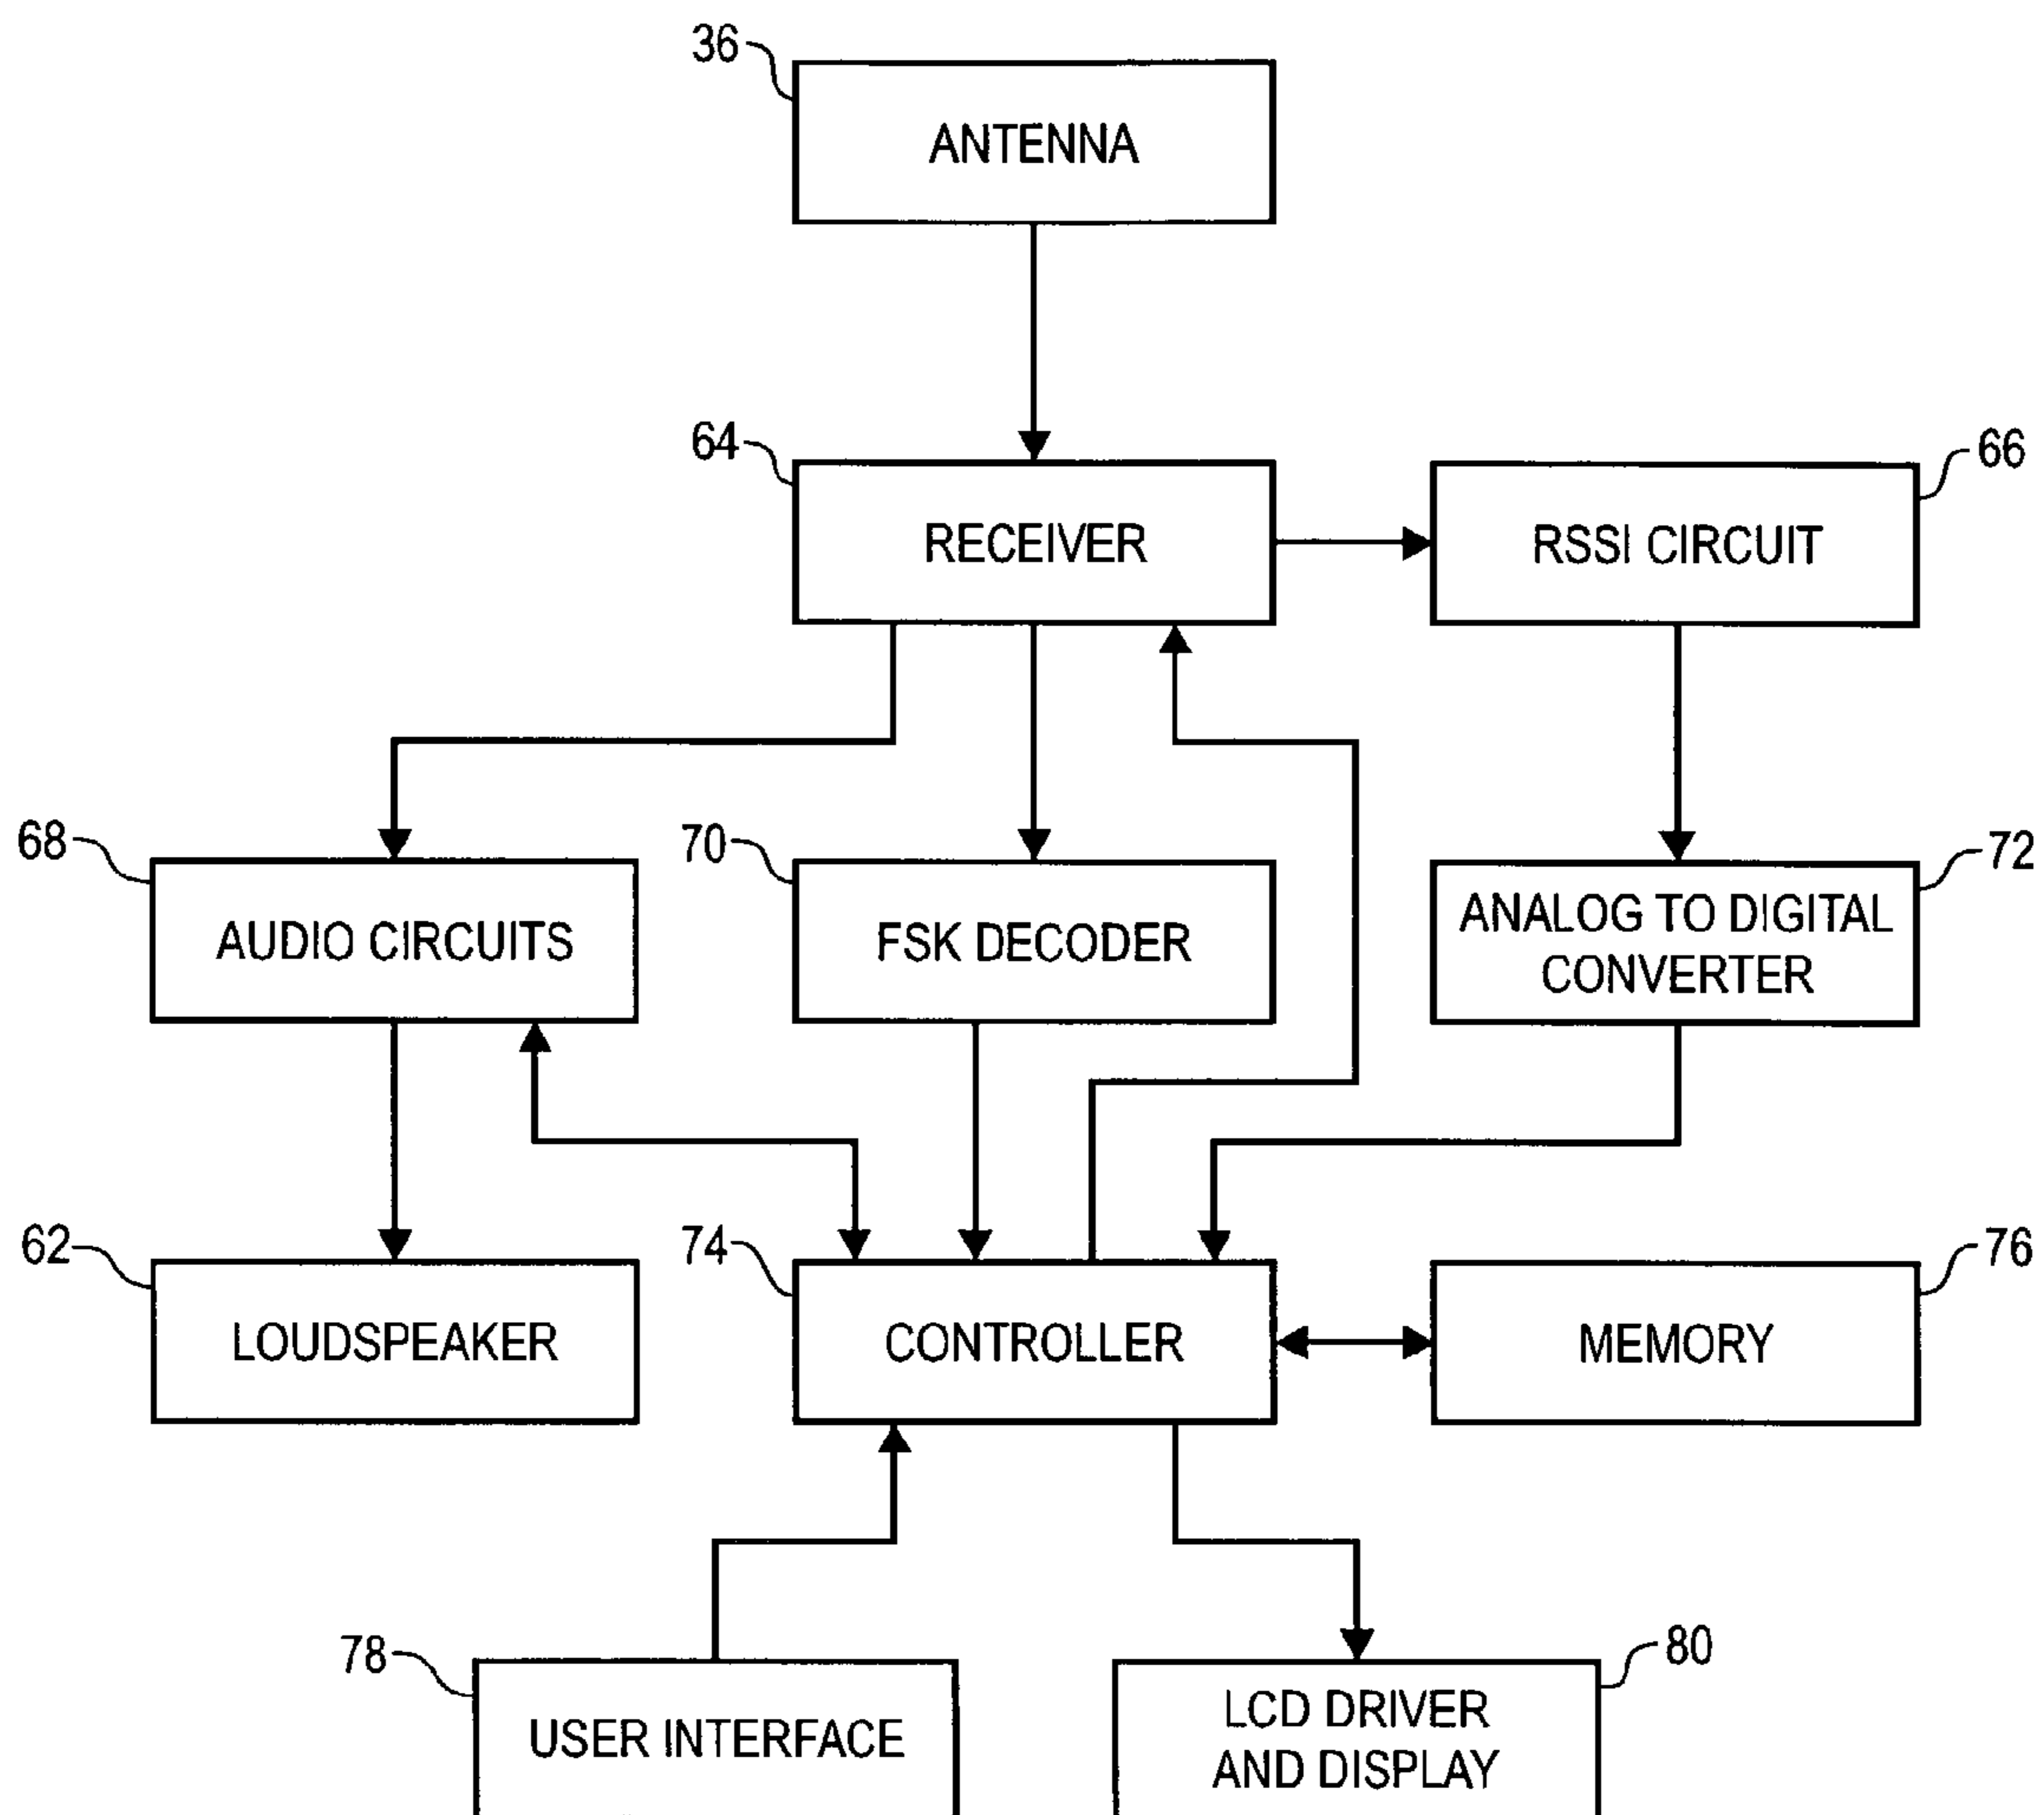 36
ANTENNA
64
RECEIVER
66
RSSI CIRCUIT
68
AUDIO CIRCUITS
70
FSK DECODER
72
ANALOG TO DIGITAL
CONVERTER
62
LOUDSPEAKER
74
CONTROLLER
76
MEMORY
78
USER INTERFACE
80
LCD DRIVER
AND DISPLAY